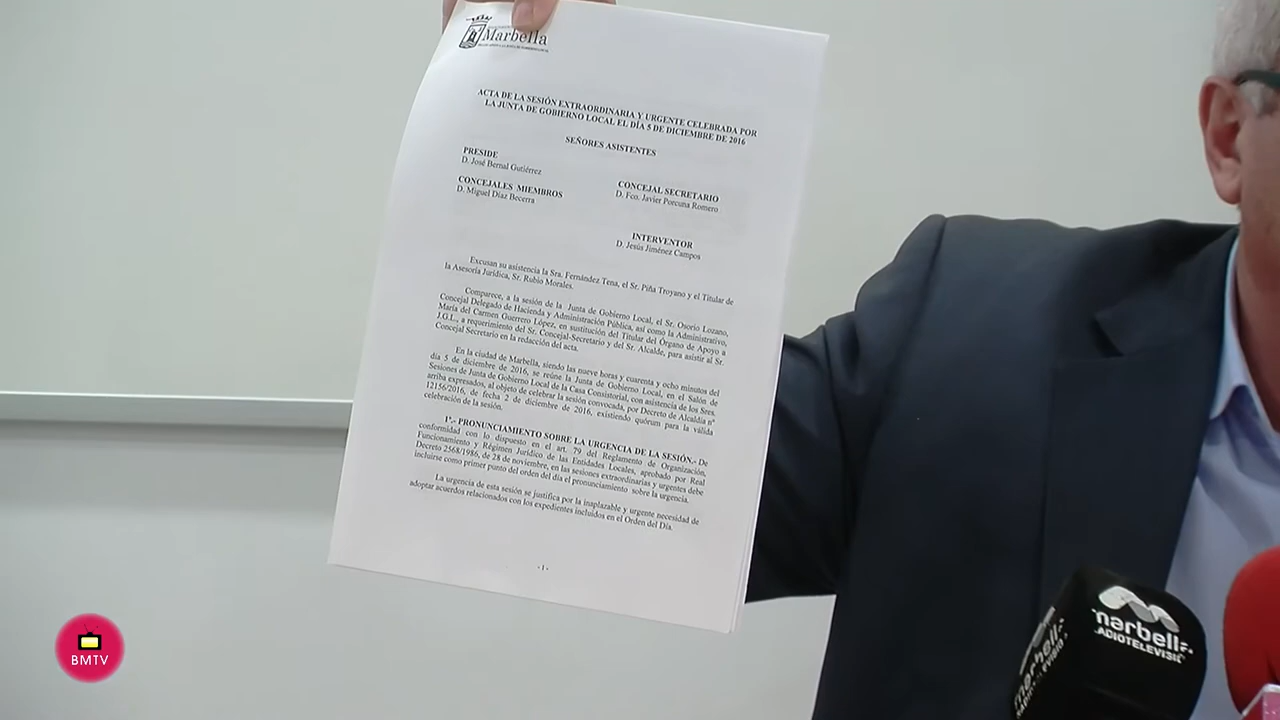 Marbella
ACTA DE LA SESIÓN EXTRAORDINARIA Y URGENTE CELEBRADA POR
LA JUNTA DE GOBIERNO LOCAL EL DÍA 5 DE DICIEMBRE DE 2016
SEÑORES ASISTENTES
PRESIDE
D. José Bernal Gutiérrez
CONCEJALES MIEMBROS
D. Miguel Díaz Becerra
CONCEJAL SECRETARIO
D. Fco. Javier Porcuna Romero
INTERVENTOR
D. Jesús Jiménez Campos
Excusan su asistencia la Sra. Fernández Tena, el Sr. Piña Troyano y el Titular de
la Asesoría Jurídica, Sr. Rubio Morales.
Comparece, a la sesión de la Junta de Gobierno Local, el Sr. Osorio Lozano,
Concejal Delegado de Hacienda y Administración Pública, así como la Administrativo,
María del Carmen Guerrero López, en sustitución del Titular del Órgano de Apoyo a
J.G.L., a requerimiento del Sr. Concejal-Secretario y del Sr. Alcalde, para asistir al Sr.
Concejal Secretario en la redacción del acta.
En la ciudad de Marbella, siendo las nueve horas y cuarenta y ocho minutos del
día 5 de diciembre de 2016, se reúne la Junta de Gobierno Local, en el Salón de
Sesiones de Junta de Gobierno Local de la Casa Consistorial, con asistencia de los Sres.
arriba expresados, al objeto de celebrar la sesión convocada, por Decreto de Alcaldía nº
12156/2016, de fecha 2 de diciembre de 2016, existiendo quórum para la válida
celebración de la sesión.
1º.- PRONUNCIAMIENTO SOBRE LA URGENCIA DE LA SESIÓN.- De
conformidad con lo dispuesto en el art. 79 del Reglamento de Organización,
Funcionamiento y Régimen Jurídico de las Entidades Locales, aprobado por Real
Decreto 2568/1986, de 28 de noviembre, en las sesiones extraordinarias y urgentes debe
incluirse como primer punto del orden del día el pronunciamiento sobre la urgencia.
La urgencia de esta sesión se justifica por la inaplazable y urgente necesidad de
adoptar acuerdos relacionados con los expedientes incluidos en el Orden del Día.
- 1 -
BMTV
marbella